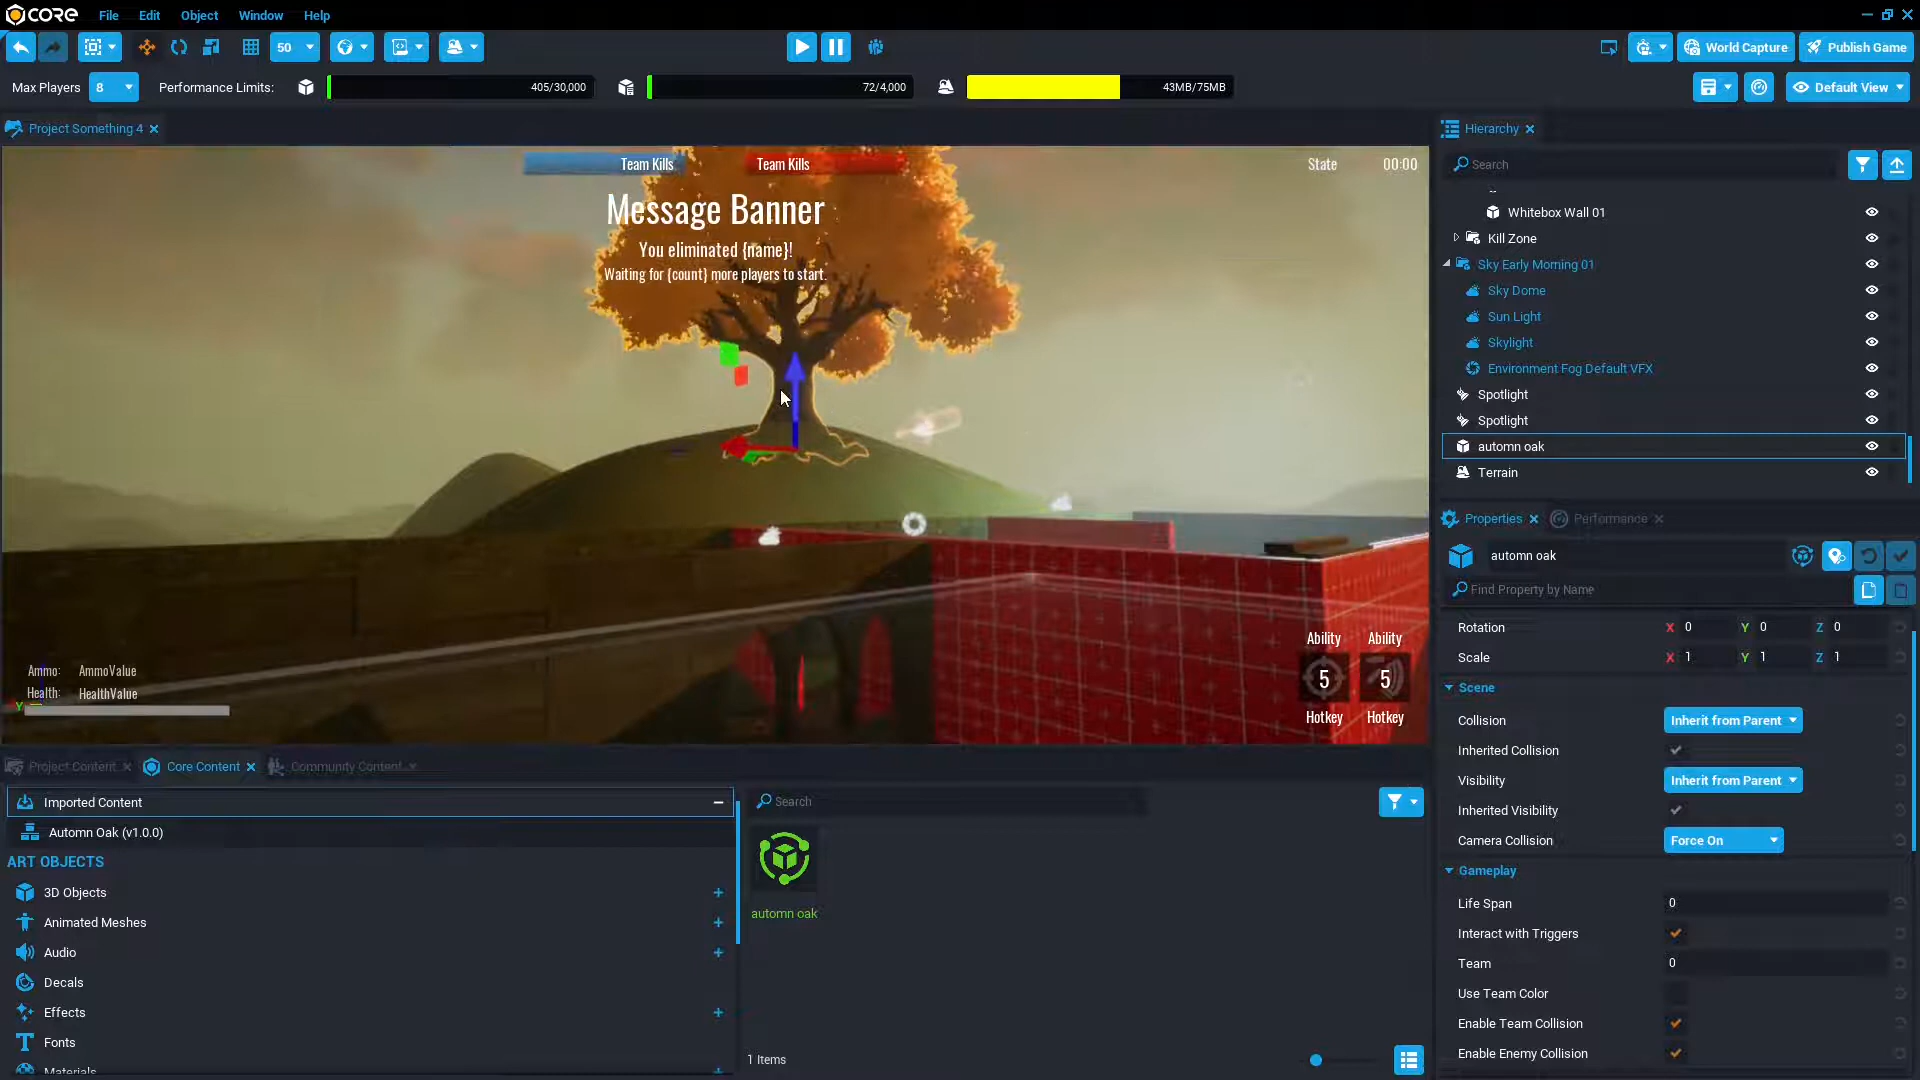 CORE File Edit Object Window Help
50 World Capture Publish Game
Max Players 8 Performance Limits: 405/30,000 72/4,000 43MB/75MB Default View
Project Something 4
Team Kills Team Kills State 00:00
Message Banner
You eliminated {name}!
Waiting for {count} more players to start.
Ability Ability
5 5
Hotkey Hotkey
Ammo: AmmoValue
Health: HealthValue
Y
Project Content Core Content Community Content
Imported Content
Automn Oak (v1.0.0)
ART OBJECTS
3D Objects
Animated Meshes
Audio
Decals
Effects
Fonts
Materials
Search
automn oak
1 Items
Hierarchy
Search
Whitebox Wall 01
Kill Zone
Sky Early Morning 01
Sky Dome
Sun Light
Skylight
Environment Fog Default VFX
Spotlight
Spotlight
automn oak
Terrain
Properties Performance
automn oak
Find Property by Name
Rotation X 0 Y 0 Z 0
Scale X 1 Y 1 Z 1
Scene
Collision Inherit from Parent
Inherited Collision
Visibility Inherit from Parent
Inherited Visibility
Camera Collision Force On
Gameplay
Life Span 0
Interact with Triggers
Team 0
Use Team Color
Enable Team Collision
Enable Enemy Collision